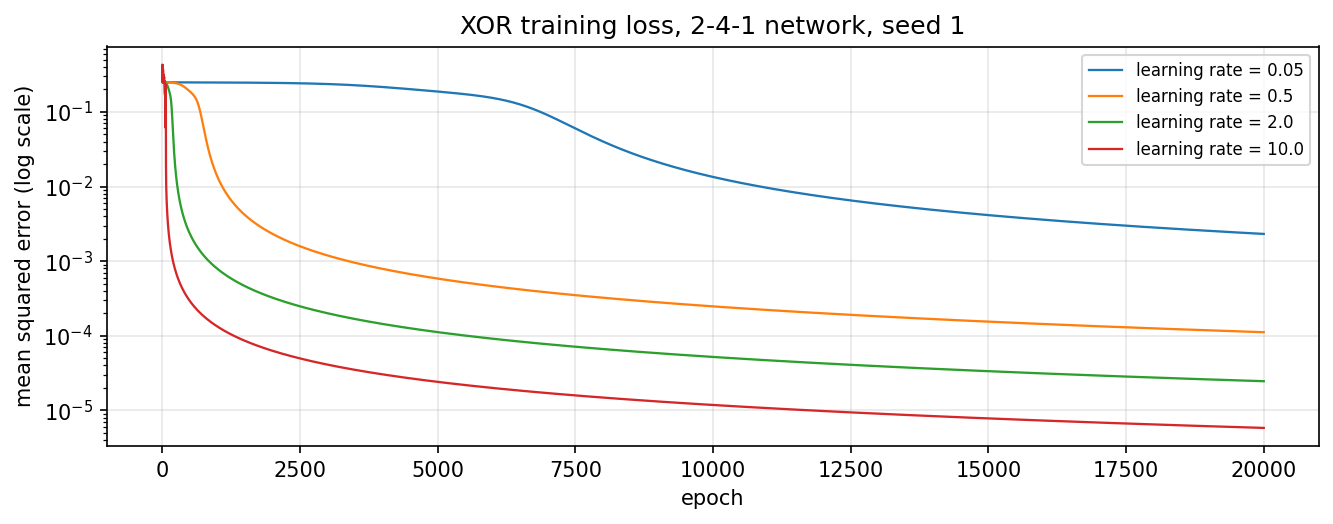 XOR training loss, 2-4-1 network, seed 1
mean squared error (log scale)
10⁻¹
10⁻²
10⁻³
10⁻⁴
10⁻⁵
learning rate = 0.05
learning rate = 0.5
learning rate = 2.0
learning rate = 10.0
0 2500 5000 7500 10000 12500 15000 17500 20000
epoch